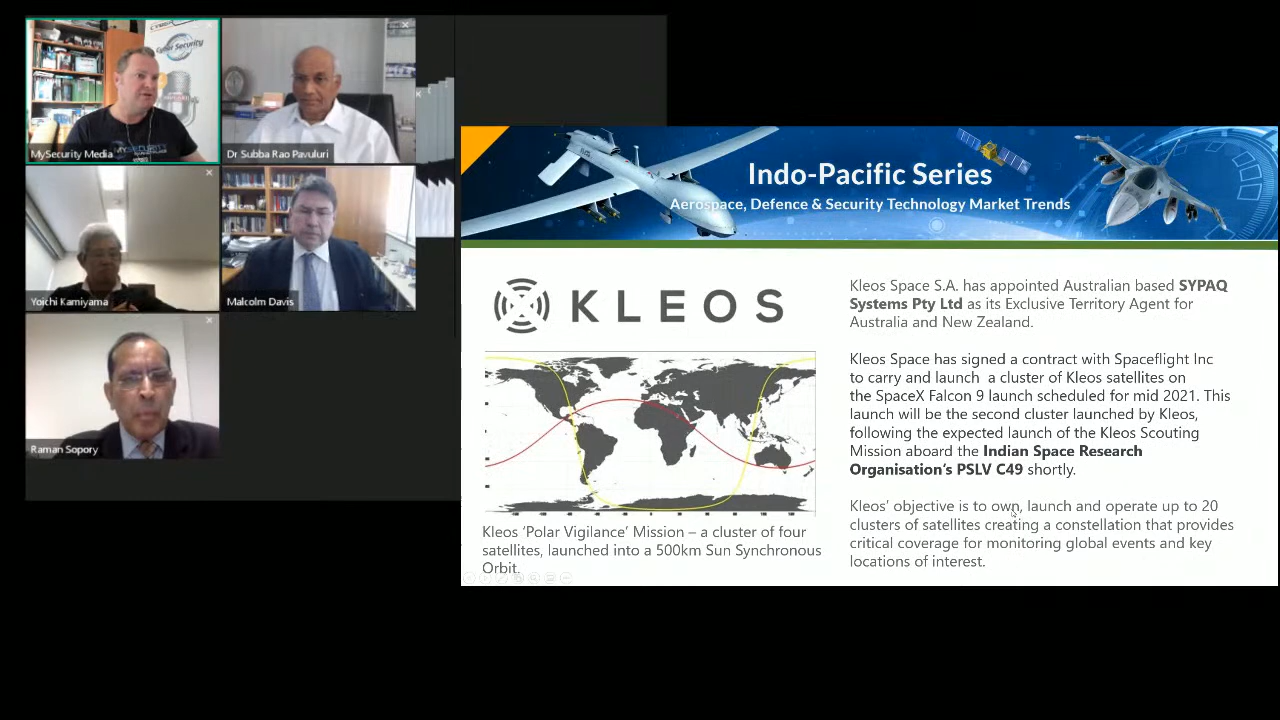 Cyber Security
MySecurity Media
Dr Subba Rao Pavuluri
Yoichi Kamiyama
Malcolm Davis
Raman Sopory
Indo-Pacific Series
Aerospace, Defence & Security Technology Market Trends
KLEOS
Kleos 'Polar Vigilance' Mission – a cluster of four
satellites, launched into a 500km Sun Synchronous
Orbit.
Kleos Space S.A. has appointed Australian based SYPAQ
Systems Pty Ltd as its Exclusive Territory Agent for
Australia and New Zealand.
Kleos Space has signed a contract with Spaceflight Inc
to carry and launch a cluster of Kleos satellites on
the SpaceX Falcon 9 launch scheduled for mid 2021. This
launch will be the second cluster launched by Kleos,
following the expected launch of the Kleos Scouting
Mission aboard the Indian Space Research
Organisation's PSLV C49 shortly.
Kleos' objective is to own, launch and operate up to 20
clusters of satellites creating a constellation that provides
critical coverage for monitoring global events and key
locations of interest.